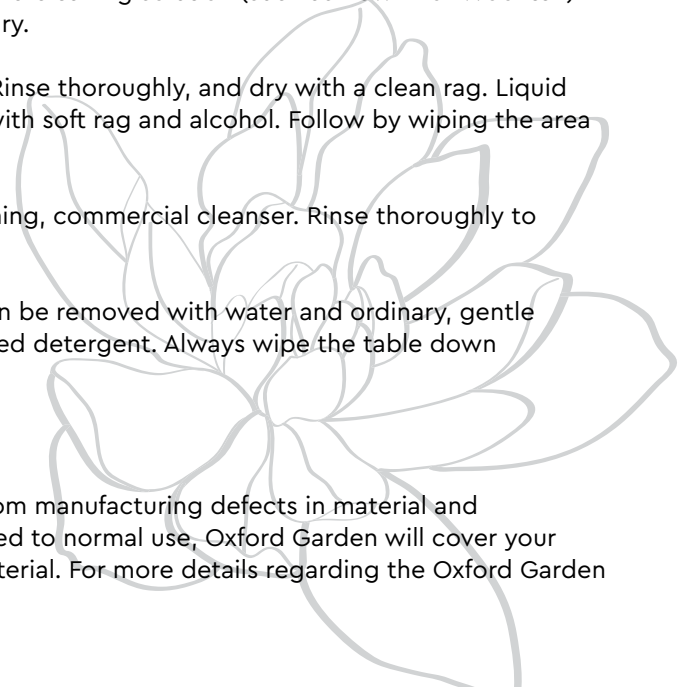 ry.
Rinse thoroughly, and dry with a clean rag. Liquid
with soft rag and alcohol. Follow by wiping the area
ing, commercial cleanser. Rinse thoroughly to
n be removed with water and ordinary, gentle
ed detergent. Always wipe the table down
om manufacturing defects in material and
ed to normal use, Oxford Garden will cover your
terial. For more details regarding the Oxford Garden